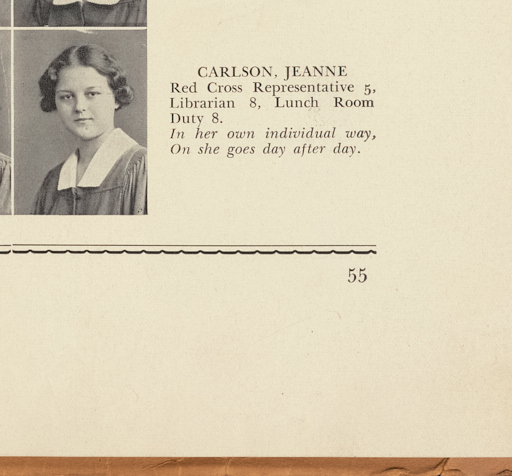 CARLSON, JEANNE
Red Cross Representative 5,
Librarian 8, Lunch Room
Duty 8.
In her own individual way,
On she goes day after day.
55